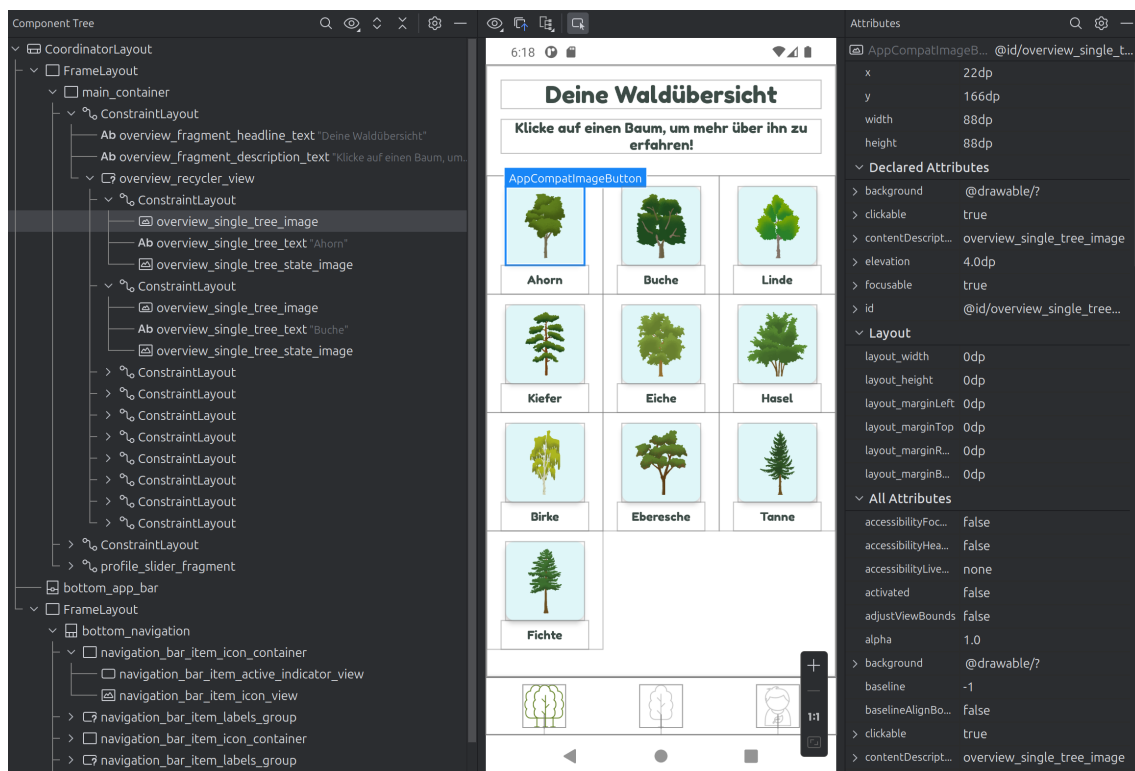 Component Tree
CoordinatorLayout
FrameLayout
main_container
ConstraintLayout
Ab overview_fragment_headline_text "Deine Waldübersicht"
Ab overview_fragment_description_text "Klicke auf einen Baum, um...
overview_recycler_view
ConstraintLayout
overview_single_tree_image
Ab overview_single_tree_text "Ahorn"
overview_single_tree_state_image
ConstraintLayout
overview_single_tree_image
Ab overview_single_tree_text "Buche"
overview_single_tree_state_image
ConstraintLayout
ConstraintLayout
ConstraintLayout
ConstraintLayout
ConstraintLayout
ConstraintLayout
ConstraintLayout
ConstraintLayout
ConstraintLayout
profile_slider_fragment
bottom_app_bar
FrameLayout
bottom_navigation
navigation_bar_item_icon_container
navigation_bar_item_active_indicator_view
navigation_bar_item_icon_view
navigation_bar_item_labels_group
navigation_bar_item_icon_container
navigation_bar_item_labels_group
6:18
Deine Waldübersicht
Klicke auf einen Baum, um mehr über ihn zu
erfahren!
AppCompatImageButton
Ahorn Buche Linde
Kiefer Eiche Hasel
Birke Eberesche Tanne
Fichte
1:1
Attributes
AppCompatImageB... @id/overview_single_t...
x 22dp
y 166dp
width 88dp
height 88dp
Declared Attributes
background @drawable/?
clickable true
contentDescript... overview_single_tree_image
elevation 4.0dp
focusable true
id @id/overview_single_tree...
Layout
layout_width 0dp
layout_height 0dp
layout_marginLeft 0dp
layout_marginTop 0dp
layout_marginR... 0dp
layout_marginB... 0dp
All Attributes
accessibilityFoc... false
accessibilityHea... false
accessibilityLive... none
activated false
adjustViewBounds false
alpha 1.0
background @drawable/?
baseline -1
baselineAlignBo... false
clickable true
contentDescript... overview_single_tree_image